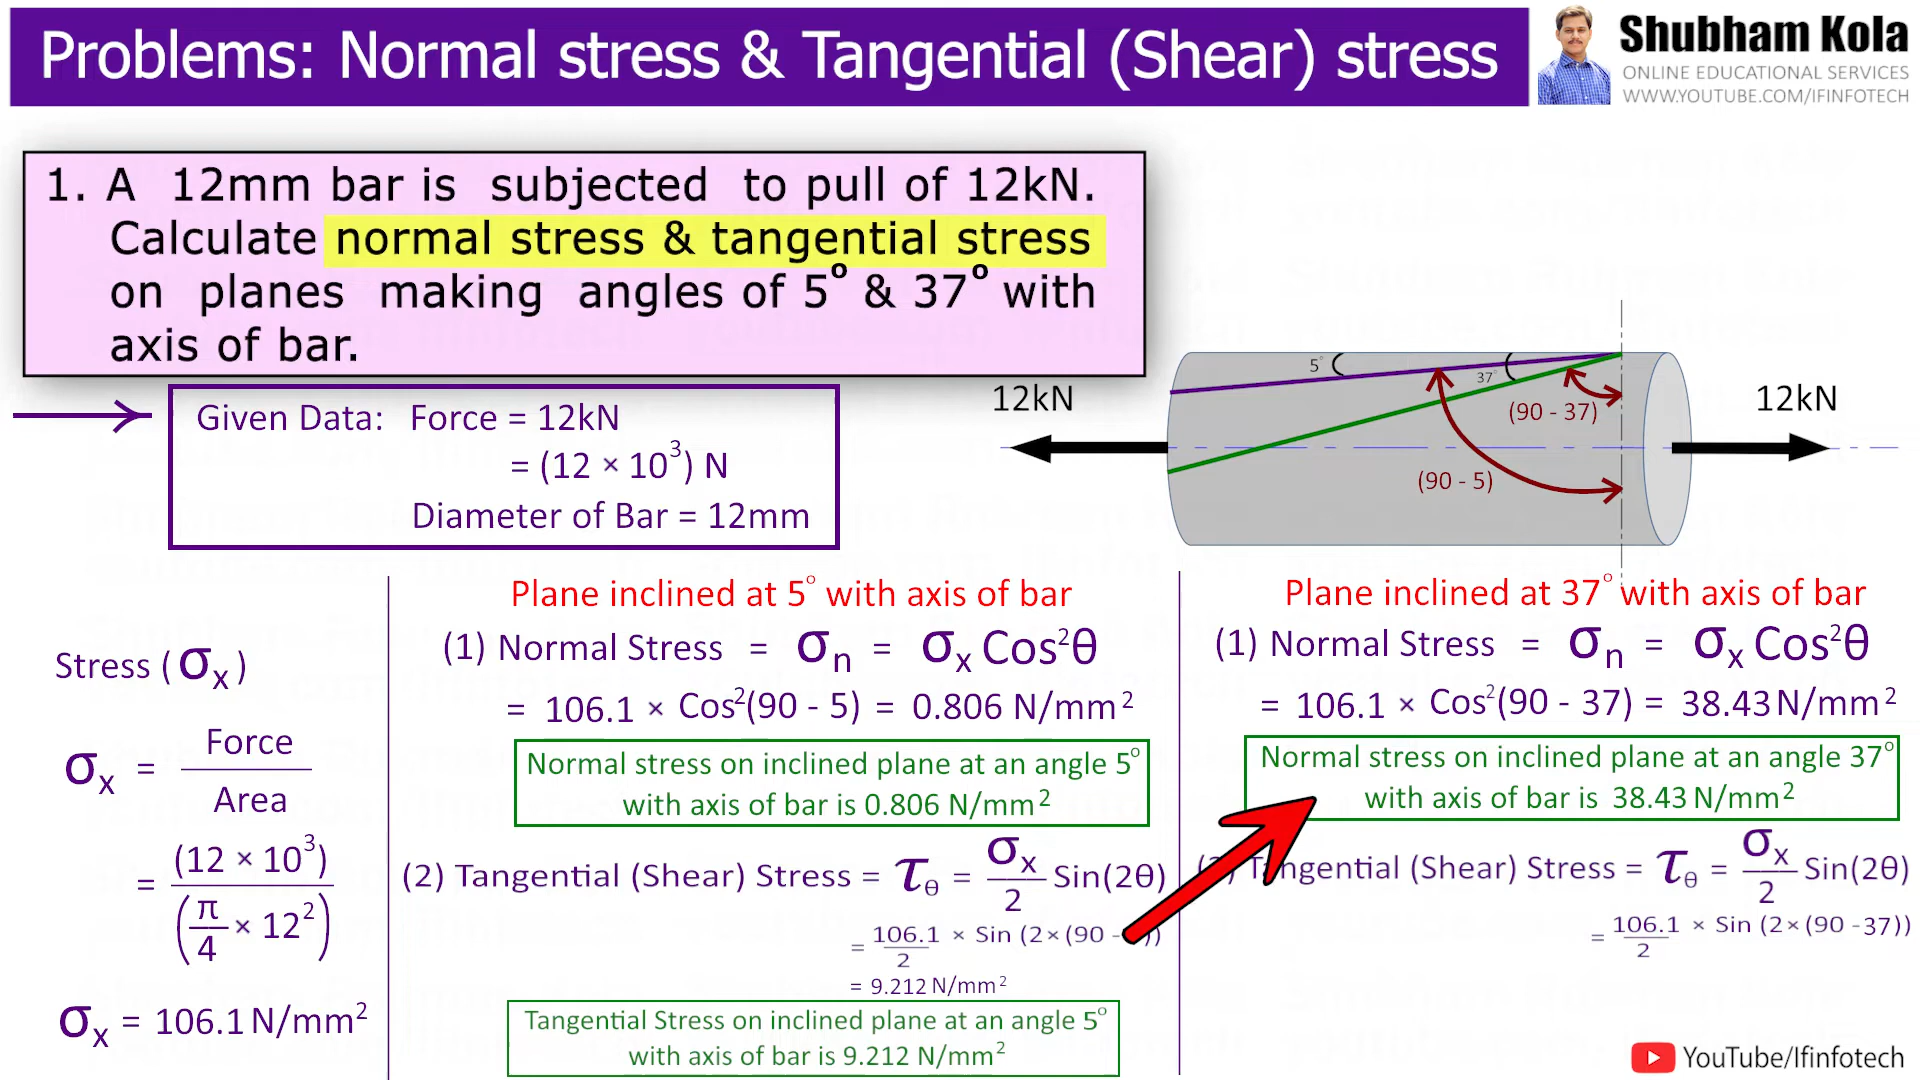 Problems: Normal stress & Tangential (Shear) stress
Shubham Kola
ONLINE EDUCATIONAL SERVICES
WWW.YOUTUBE.COM/IFINFOTECH
1. A 12mm bar is subjected to pull of 12kN.
Calculate normal stress & tangential stress
on planes making angles of 5° & 37° with
axis of bar.
Given Data: Force = 12kN
= (12 × 10³) N
Diameter of Bar = 12mm
12kN
5°
37°
(90 - 37)
(90 - 5)
12kN
Stress (σx)
σx = Force
Area
= (12 × 10³)
(π/4 × 12²)
σx = 106.1 N/mm²
Plane inclined at 5° with axis of bar
(1) Normal Stress = σn = σx Cos²θ
= 106.1 × Cos²(90 - 5) = 0.806 N/mm²
Normal stress on inclined plane at an angle 5°
with axis of bar is 0.806 N/mm²
(2) Tangential (Shear) Stress = τθ = σx/2 Sin(2θ)
= 106.1/2 × Sin (2×(90 - ))
= 9.212 N/mm²
Tangential Stress on inclined plane at an angle 5°
with axis of bar is 9.212 N/mm²
Plane inclined at 37° with axis of bar
(1) Normal Stress = σn = σx Cos²θ
= 106.1 × Cos²(90 - 37) = 38.43 N/mm²
Normal stress on inclined plane at an angle 37°
with axis of bar is 38.43 N/mm²
Tangential (Shear) Stress = τθ = σx/2 Sin(2θ)
= 106.1/2 × Sin (2×(90 -37))
YouTube/Ifinfotech